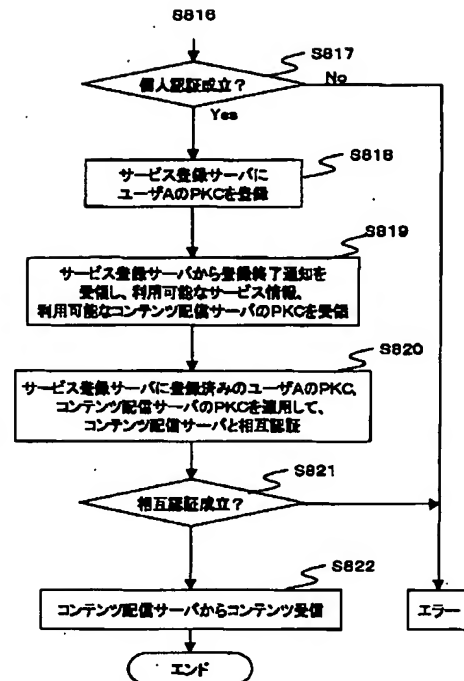 S816
S817
個人認証成立?
No
Yes
S818
サービス登録サーバに
ユーザAのPKCを登録
S819
サービス登録サーバから登録終了通知を
受領し、利用可能なサービス情報、
利用可能なコンテンツ配信サーバのPKCを受領
S820
サービス登録サーバに登録済みのユーザAのPKC、
コンテンツ配信サーバのPKCを適用して、
コンテンツ配信サーバと相互認証
S821
相互認証成立?
S822
コンテンツ配信サーバからコンテンツ受信
エラー
エンド